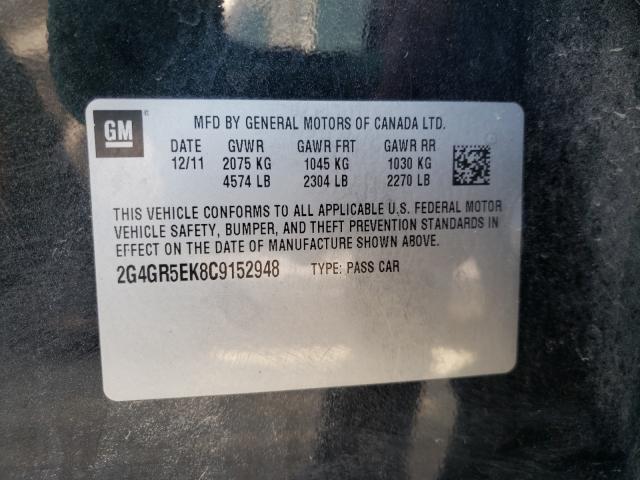 GM
MFD BY GENERAL MOTORS OF CANADA LTD.
DATE GVWR GAWR FRT GAWR RR
12/11 2075 KG 1045 KG 1030 KG
4574 LB 2304 LB 2270 LB
THIS VEHICLE CONFORMS TO ALL APPLICABLE U.S. FEDERAL MOTOR
VEHICLE SAFETY, BUMPER, AND THEFT PREVENTION STANDARDS IN
EFFECT ON THE DATE OF MANUFACTURE SHOWN ABOVE.
2G4GR5EK8C9152948 TYPE: PASS CAR